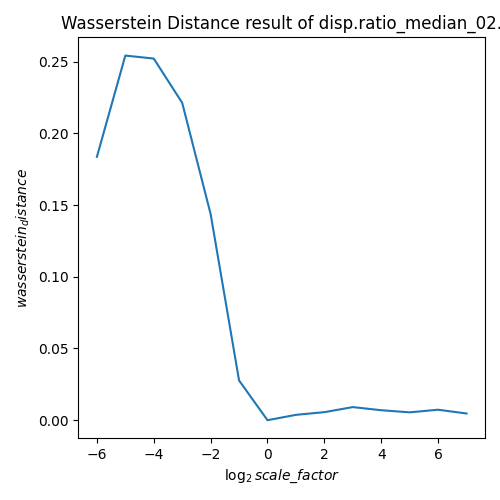 Wasserstein Distance result of disp.ratio_median_02.
0.25
0.20
0.15
0.10
0.05
0.00
wasserstein_distance
−6 −4 −2 0 2 4 6
log₂ scale_factor